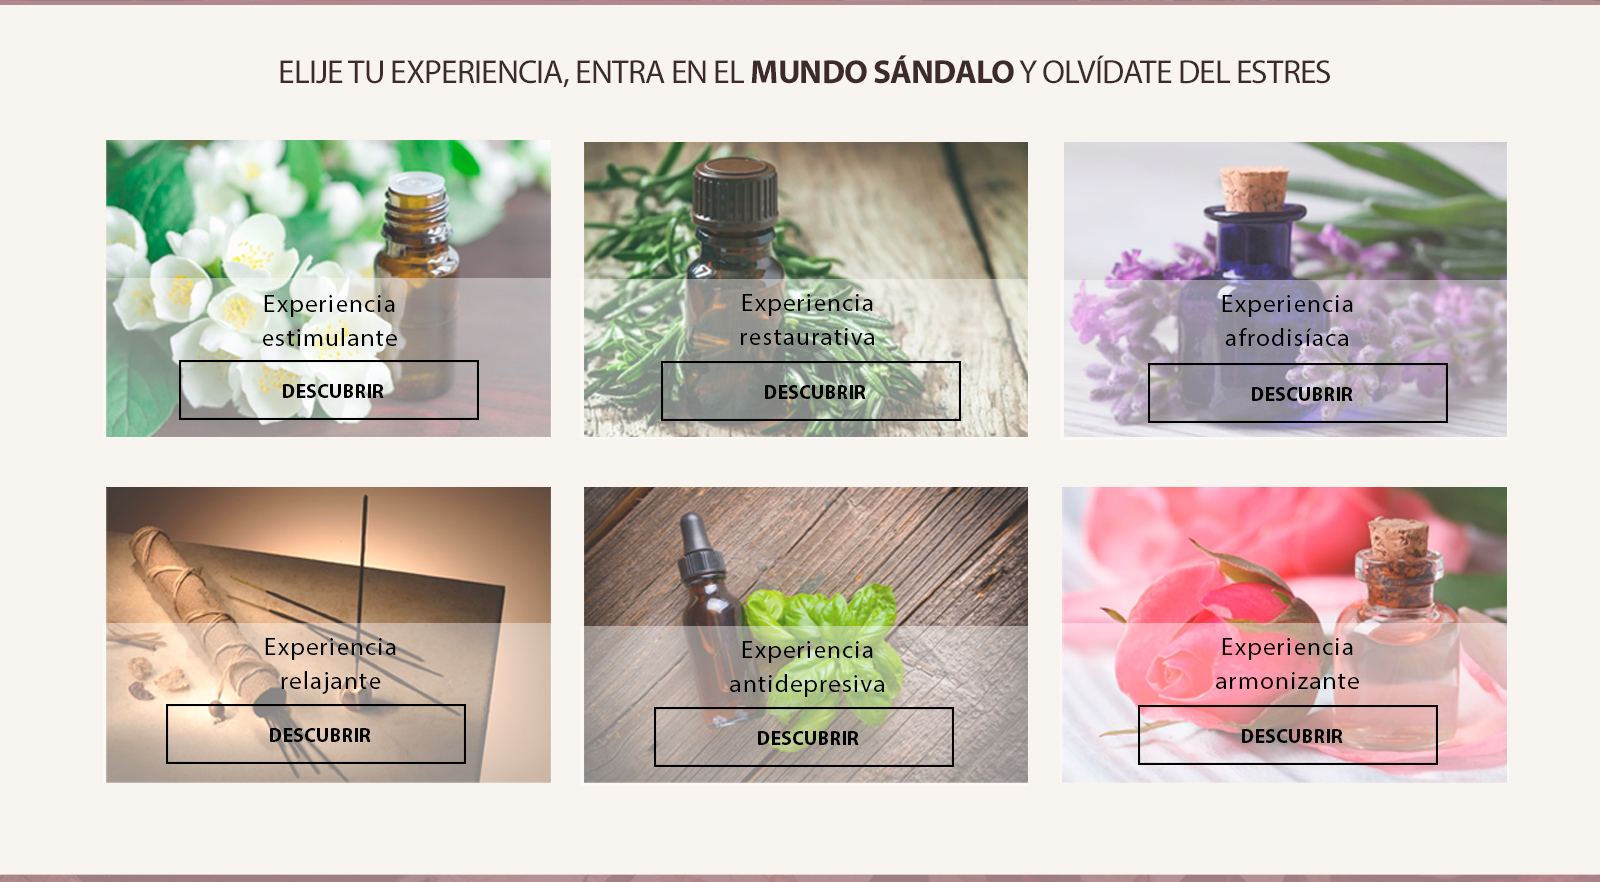 ELIJE TU EXPERIENCIA, ENTRA EN EL MUNDO SÁNDALO Y OLVÍDATE DEL ESTRES
Experiencia
estimulante
DESCUBRIR
Experiencia
restaurativa
DESCUBRIR
Experiencia
afrodisíaca
DESCUBRIR
Experiencia
relajante
DESCUBRIR
Experiencia
antidepresiva
DESCUBRIR
Experiencia
armonizante
DESCUBRIR